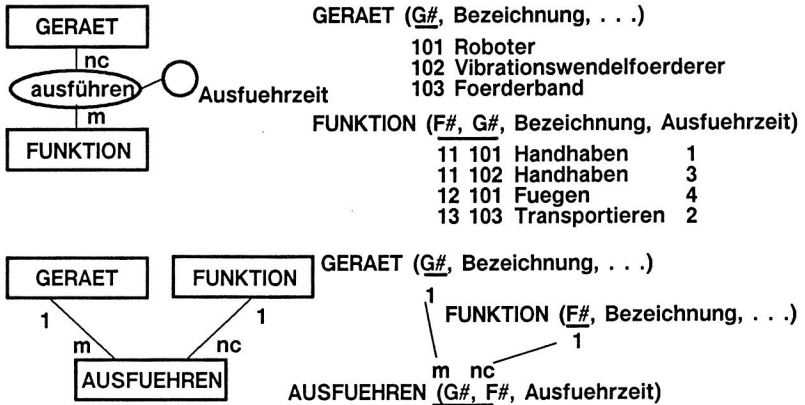 GERAET
nc
ausführen
Ausfuehrzeit
m
FUNKTION
GERAET (G#, Bezeichnung, . . .)
101 Roboter
102 Vibrationswendelfoerderer
103 Foerderband
FUNKTION (F#, G#, Bezeichnung, Ausfuehrzeit)
11 101 Handhaben 1
11 102 Handhaben 3
12 101 Fuegen 4
13 103 Transportieren 2
GERAET FUNKTION
1 1
m nc
AUSFUEHREN
GERAET (G#, Bezeichnung, . . .)
1
FUNKTION (F#, Bezeichnung, . . .)
1
m nc
AUSFUEHREN (G#, F#, Ausfuehrzeit)